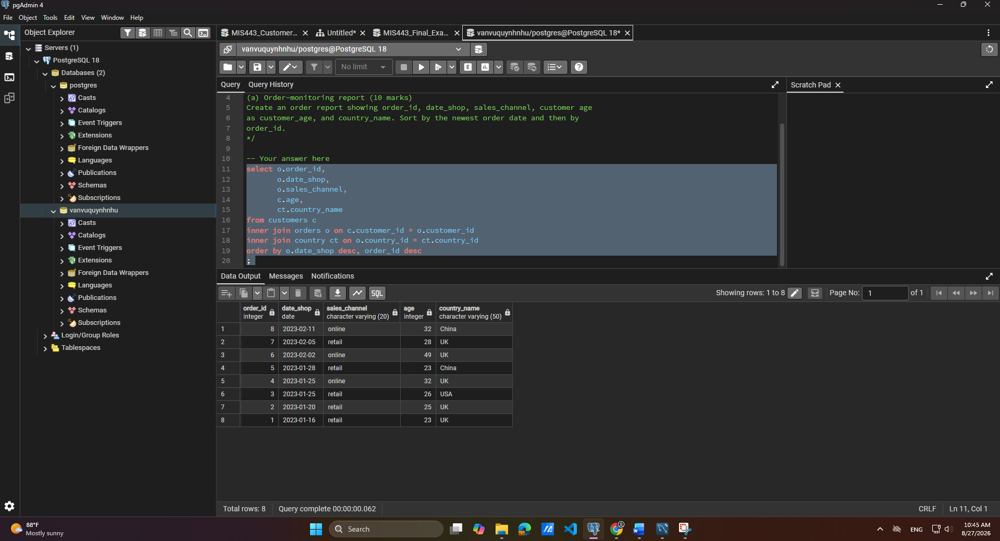 pgAdmin 4
File Object Tools Edit View Window Help
Object Explorer
MIS443_Customer... Untitled* MIS443_Final_Exa... vanvuquynhnhu/postgres@PostgreSQL 18*
Servers (1)
PostgreSQL 18
Databases (2)
postgres
Casts
Catalogs
Event Triggers
Extensions
Foreign Data Wrappers
Languages
Publications
Schemas
Subscriptions
vanvuquynhnhu
Casts
Catalogs
Event Triggers
Extensions
Foreign Data Wrappers
Languages
Publications
Schemas
Subscriptions
Login/Group Roles
Tablespaces
vanvuquynhnhu/postgres@PostgreSQL 18
No limit
E
Query Query History
Scratch Pad
4 (a) Order-monitoring report (10 marks)
5 Create an order report showing order_id, date_shop, sales_channel, customer age
6 as customer_age, and country_name. Sort by the newest order date and then by
7 order_id.
8 */
9
10 -- Your answer here
11 select o.order_id,
12 o.date_shop,
13 o.sales_channel,
14 c.age,
15 ct.country_name
16 from customers c
17 inner join orders o on c.customer_id = o.customer_id
18 inner join country ct on o.country_id = ct.country_id
19 order by o.date_shop desc, order_id desc
20 ;
Data Output Messages Notifications
SQL
Showing rows: 1 to 8 Page No: 1 of 1
order_id date_shop sales_channel age country_name
integer date character varying (20) integer character varying (50)
1 8 2023-02-11 online 32 China
2 7 2023-02-05 retail 28 UK
3 6 2023-02-02 online 49 UK
4 5 2023-01-28 retail 23 China
5 4 2023-01-25 online 32 UK
6 3 2023-01-25 retail 26 USA
7 2 2023-01-20 retail 25 UK
8 1 2023-01-16 retail 23 UK
Total rows: 8 Query complete 00:00:00.062 CRLF Ln 11, Col 1
88°F
Mostly sunny
Search
ENG
10:45 AM
8/27/2026